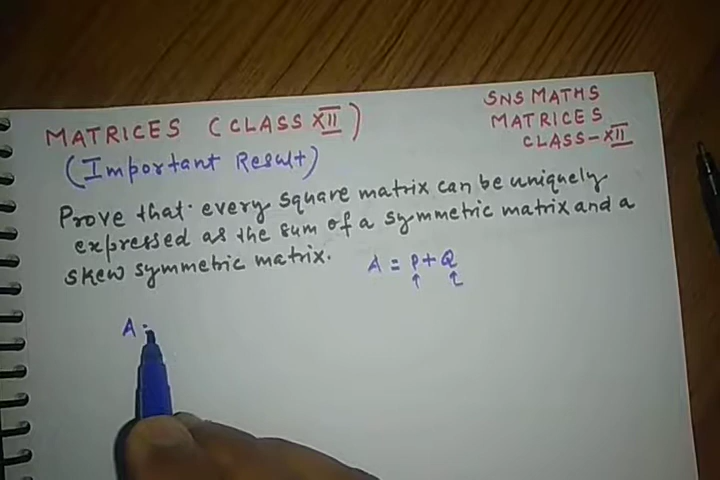 MATRICES (CLASS XII)
(Important Result)
SNS MATHS
MATRICES
CLASS-XII
Prove that every square matrix can be uniquely
expressed as the sum of a symmetric matrix and a
skew symmetric matrix.
A = P + Q
↑ ↑
A =